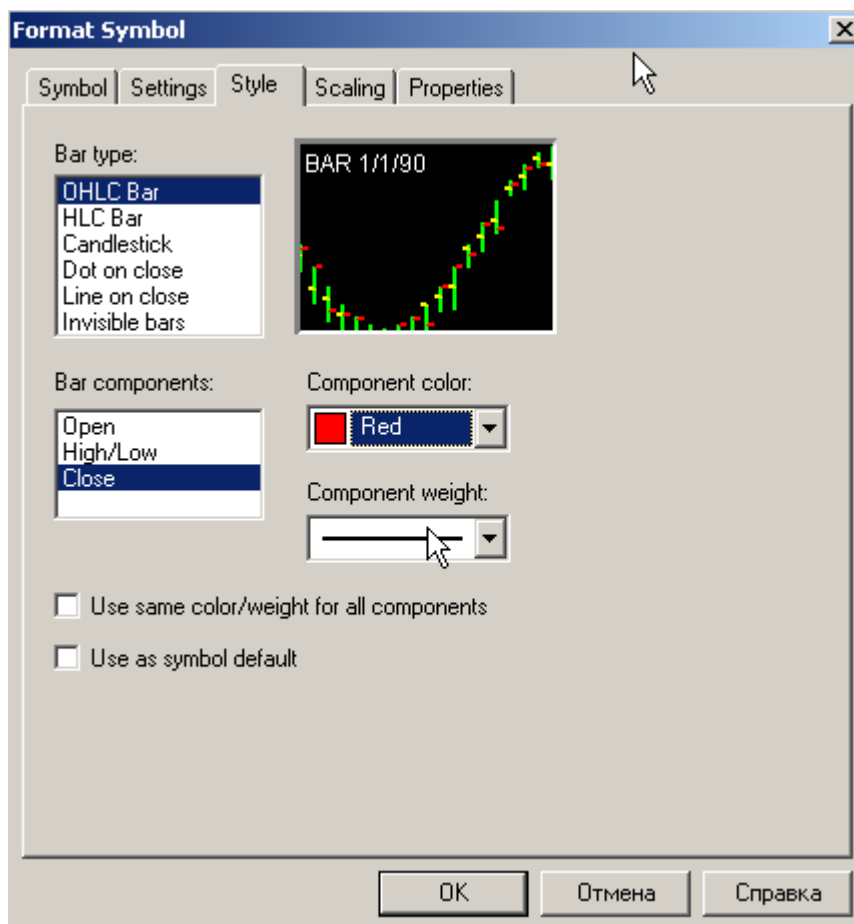 Format Symbol
Symbol Settings Style Scaling Properties
Bar type:
OHLC Bar
HLC Bar
Candlestick
Dot on close
Line on close
Invisible bars
BAR 1/1/90
Bar components:
Open
High/Low
Close
Component color:
Red
Component weight:
Use same color/weight for all components
Use as symbol default
OK Отмена Справка